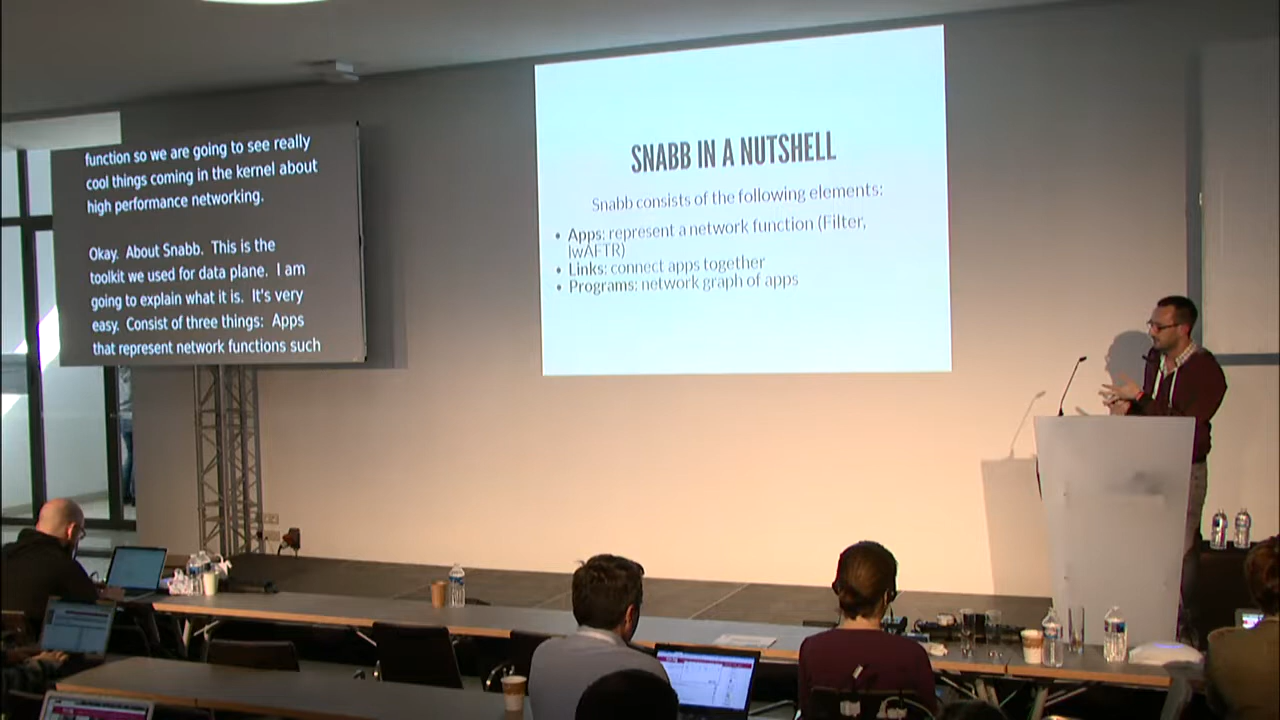 function so we are going to see really
cool things coming in the kernel about
high performance networking.
Okay. About Snabb. This is the
toolkit we used for data plane. I am
going to explain what it is. It's very
easy. Consist of three things: Apps
that represent network functions such
SNABB IN A NUTSHELL
Snabb consists of the following elements:
• Apps: represent a network function (Filter,
lwAFTR)
• Links: connect apps together
• Programs: network graph of apps